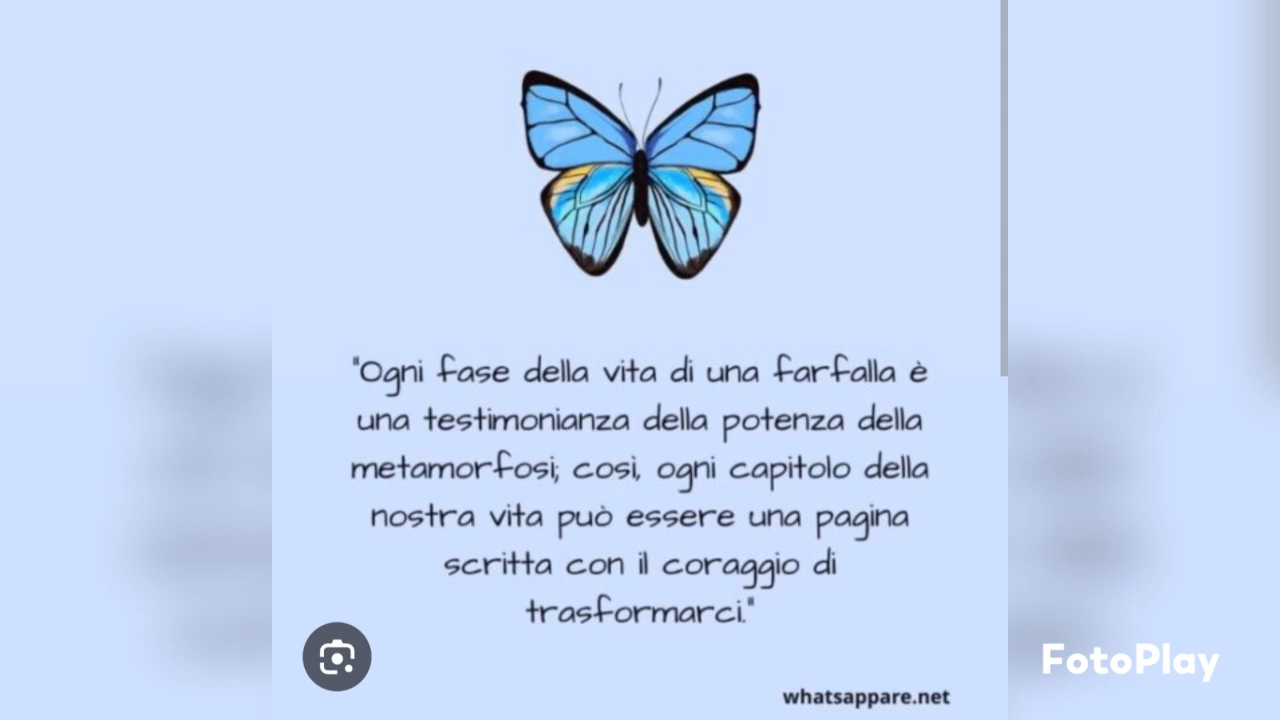 "Ogni fase della vita di una farfalla è
una testimonianza della potenza della
metamorfosi; così, ogni capitolo della
nostra vita può essere una pagina
scritta con il coraggio di
trasformarci."
FotoPlay
whatsappare.net